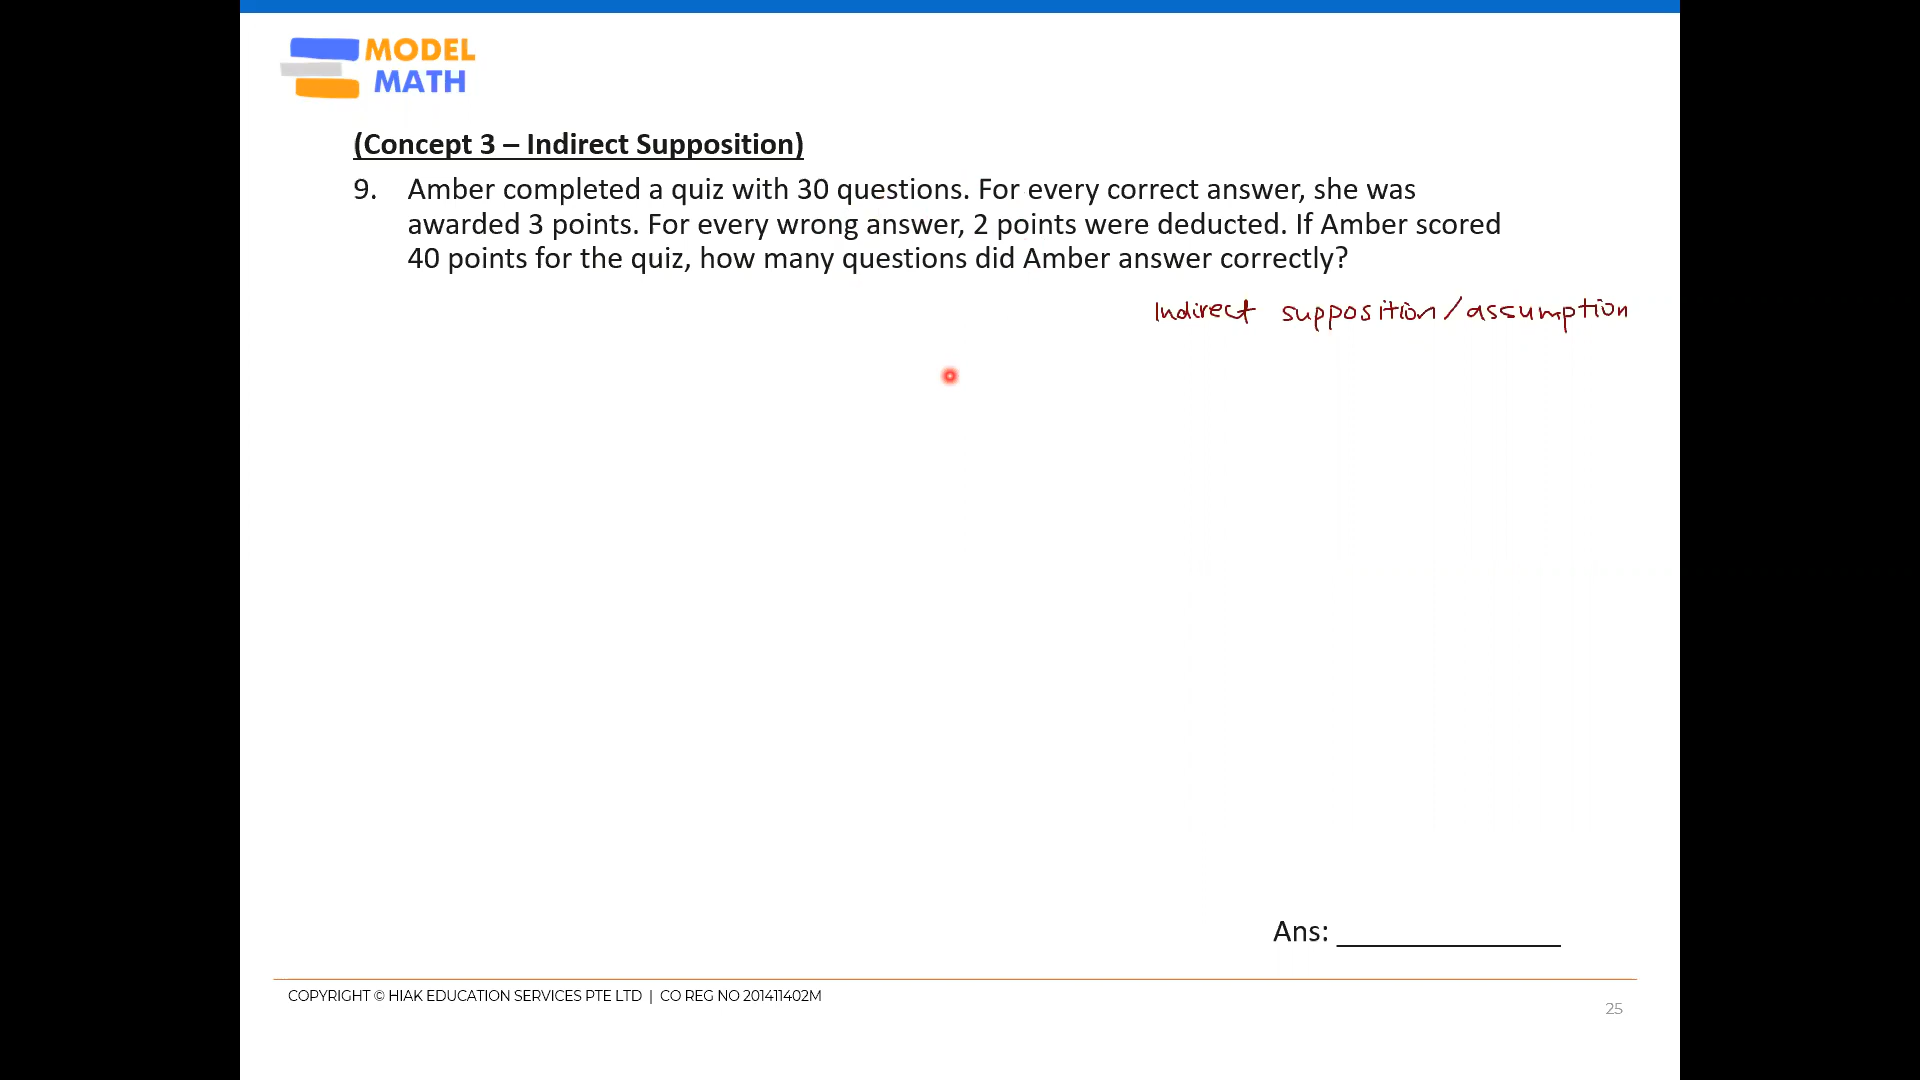 MODEL
MATH
(Concept 3 – Indirect Supposition)
9. Amber completed a quiz with 30 questions. For every correct answer, she was
awarded 3 points. For every wrong answer, 2 points were deducted. If Amber scored
40 points for the quiz, how many questions did Amber answer correctly?
Indirect supposition/assumption
Ans: ______________
COPYRIGHT © HIAK EDUCATION SERVICES PTE LTD | CO REG NO 201411402M
25